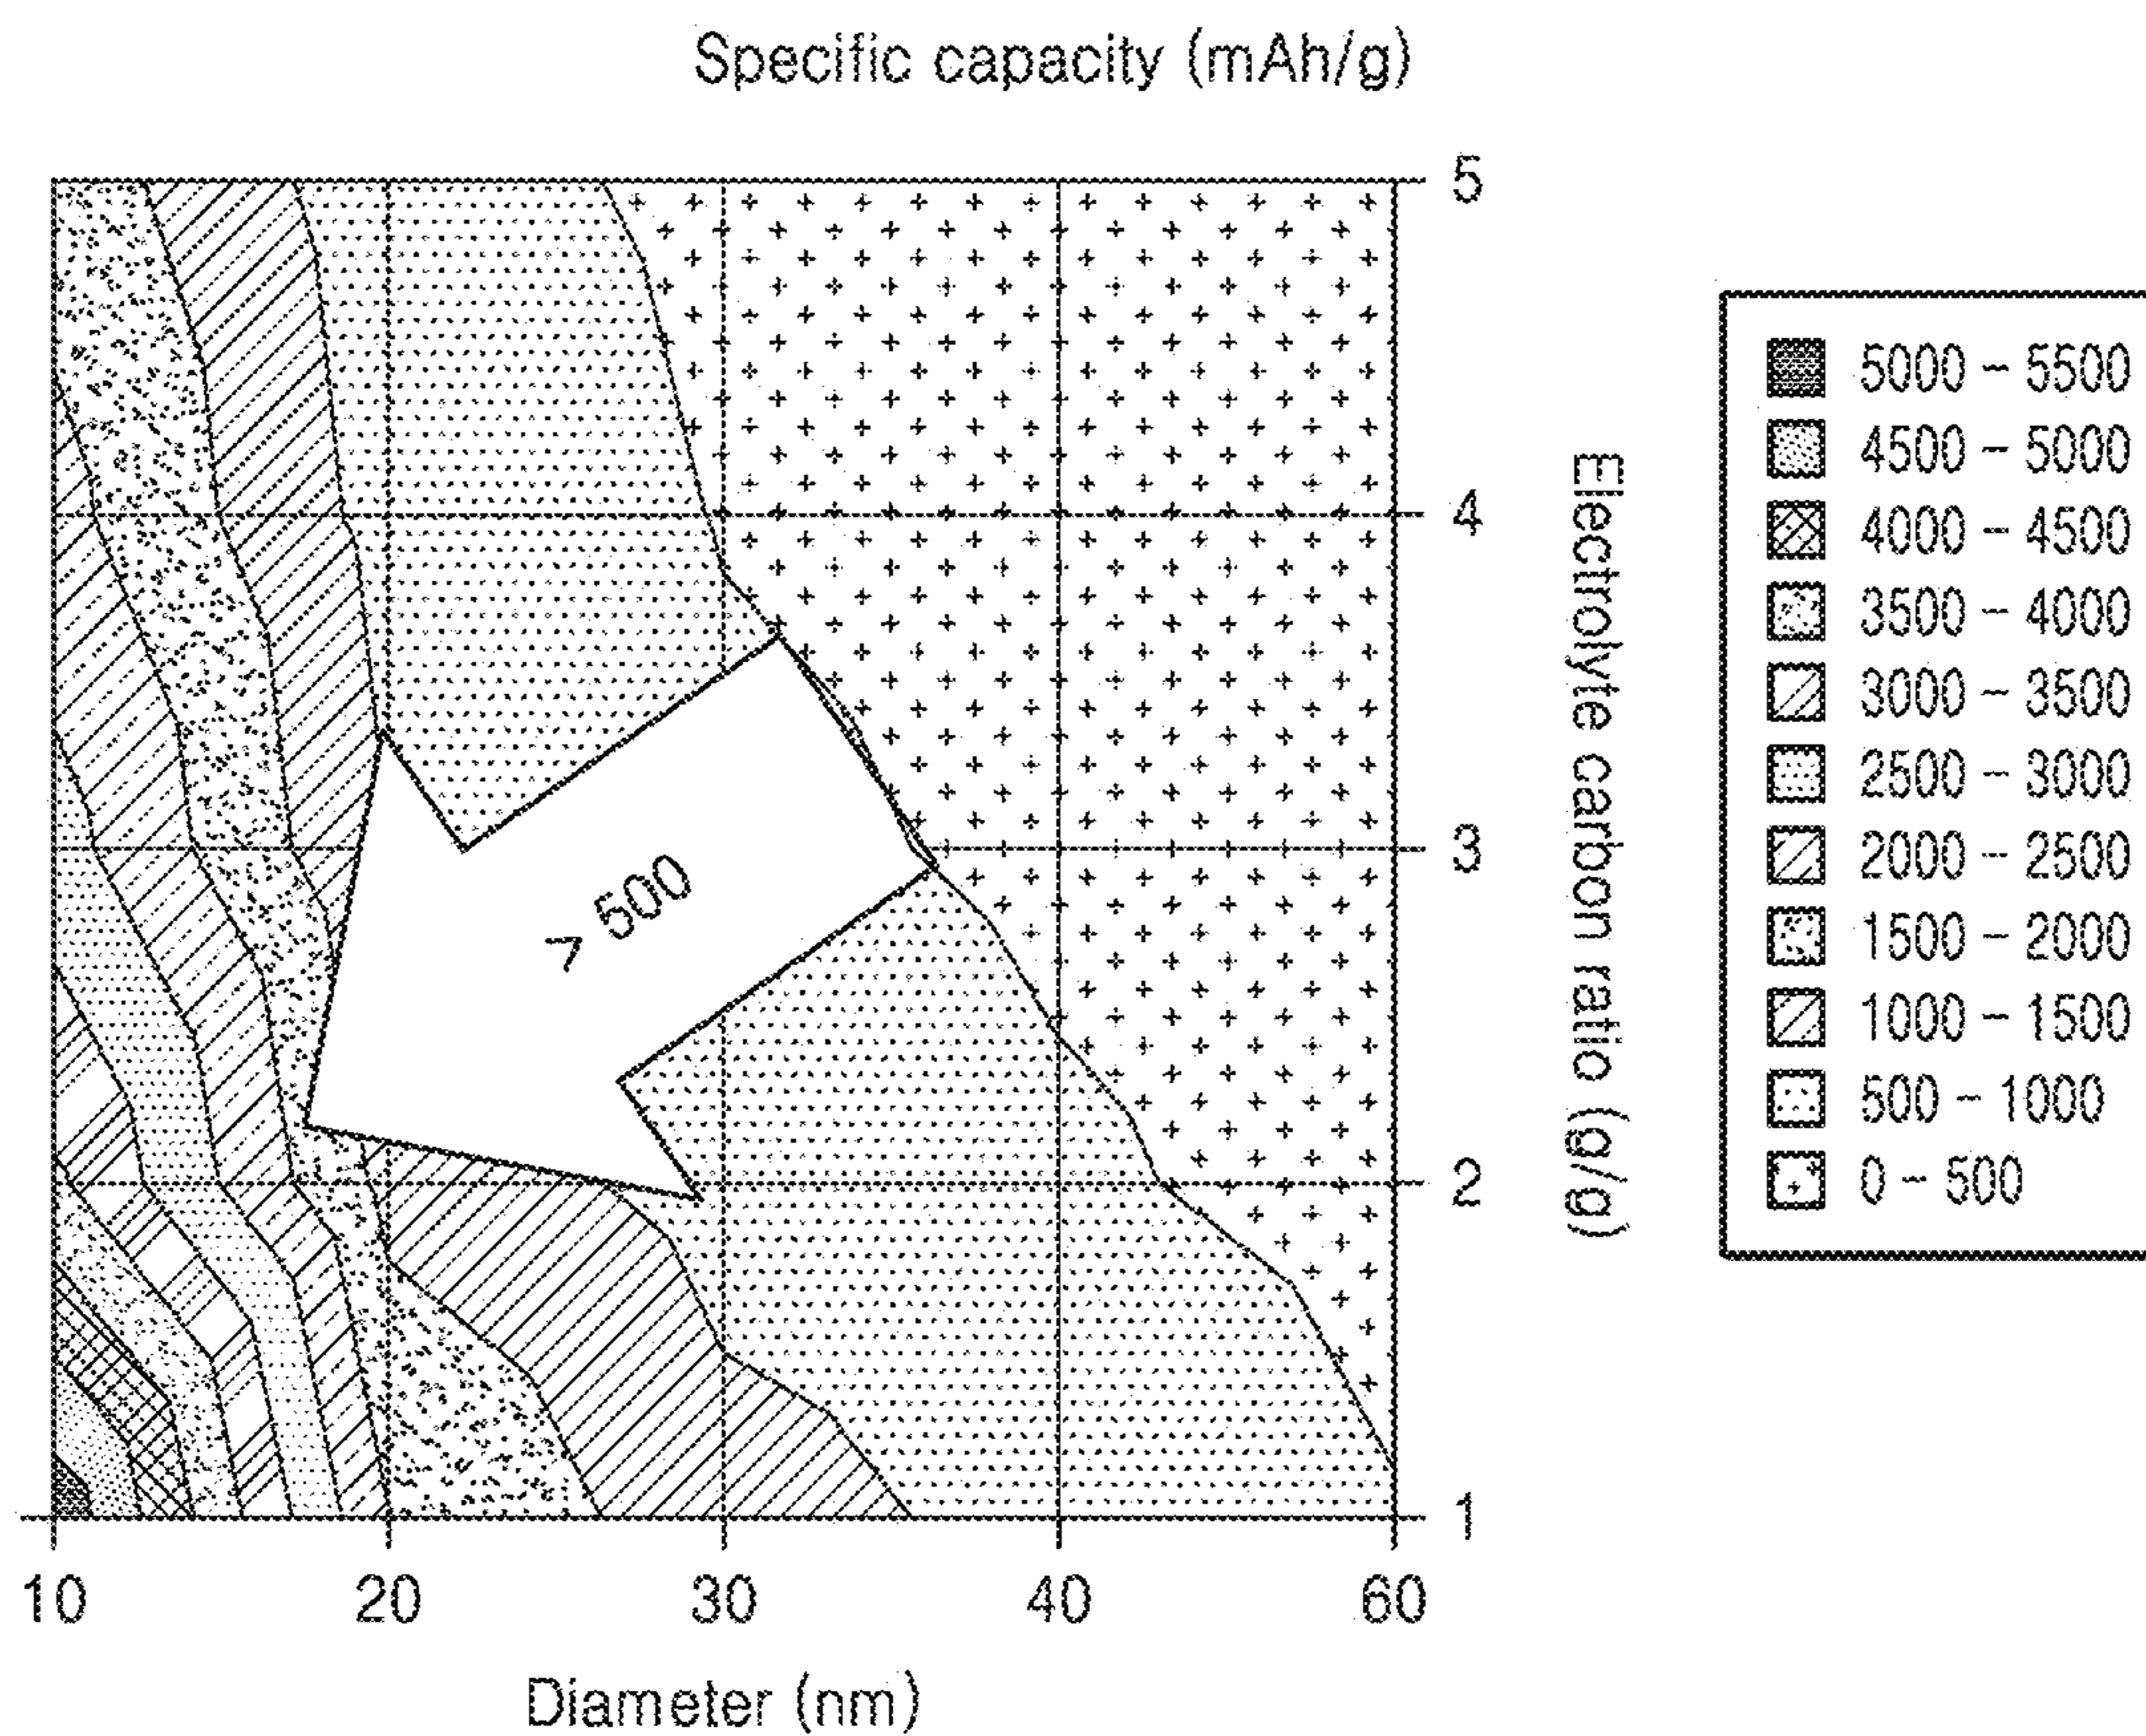 Specific capacity (mAh/g)
5
4
3
2
1
Electrolyte carbon ratio (g/g)
> 500
10 20 30 40 60
Diameter (nm)
5000 - 5500
4500 - 5000
4000 - 4500
3500 - 4000
3000 - 3500
2500 - 3000
2000 - 2500
1500 - 2000
1000 - 1500
500 - 1000
0 - 500